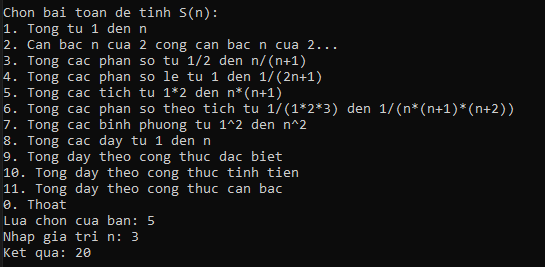 Chon bai toan de tinh S(n):
1. Tong tu 1 den n
2. Can bac n cua 2 cong can bac n cua 2...
3. Tong cac phan so tu 1/2 den n/(n+1)
4. Tong cac phan so le tu 1 den 1/(2n+1)
5. Tong cac tich tu 1*2 den n*(n+1)
6. Tong cac phan so theo tich tu 1/(1*2*3) den 1/(n*(n+1)*(n+2))
7. Tong cac binh phuong tu 1^2 den n^2
8. Tong cac day tu 1 den n
9. Tong day theo cong thuc dac biet
10. Tong day theo cong thuc tinh tien
11. Tong day theo cong thuc can bac
0. Thoat
Lua chon cua ban: 5
Nhap gia tri n: 3
Ket qua: 20